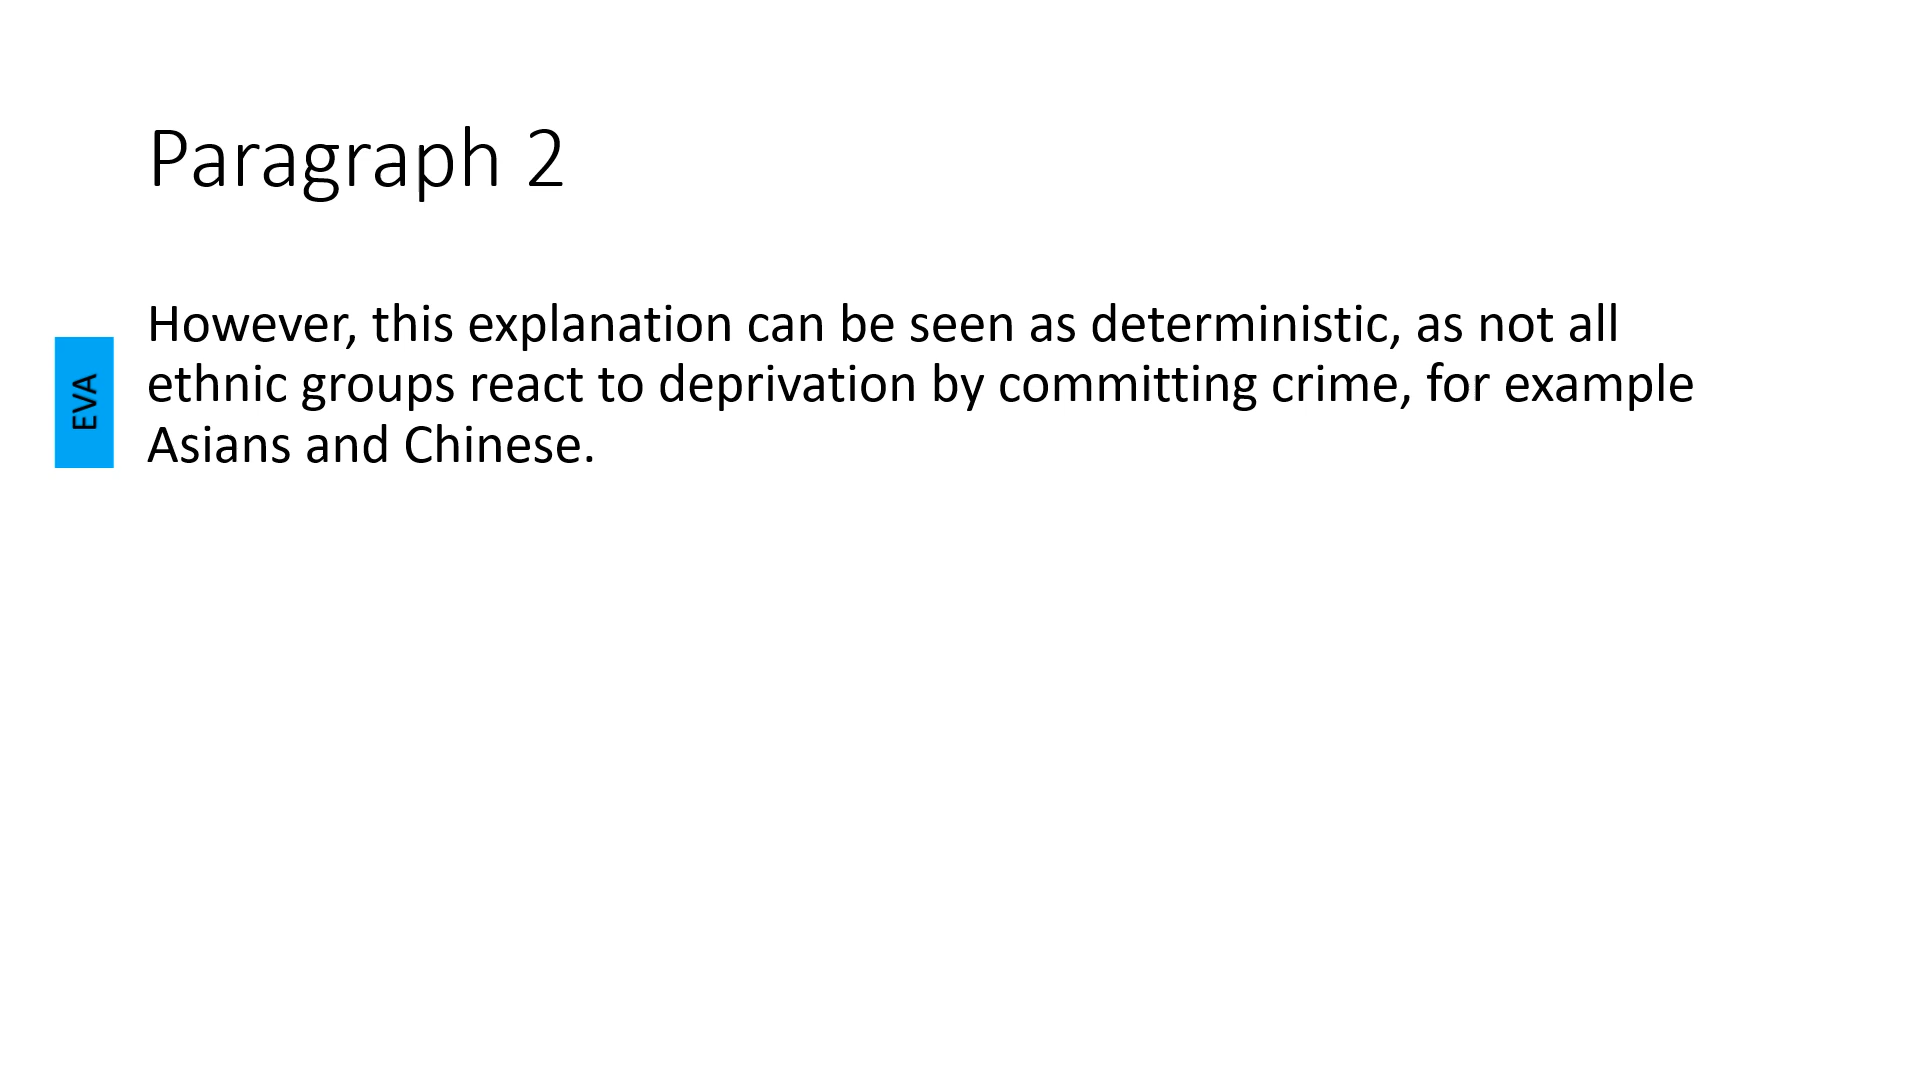 Paragraph 2
EVA
However, this explanation can be seen as deterministic, as not all
ethnic groups react to deprivation by committing crime, for example
Asians and Chinese.